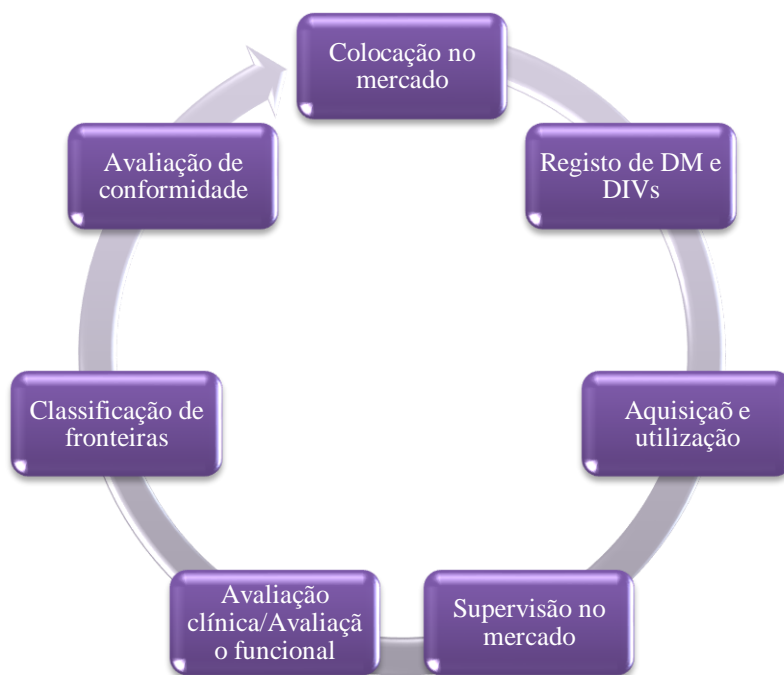 Colocação no
mercado
Registo de DM e
DIVs
Aquisiçaõ e
utilização
Supervisão no
mercado
Avaliação
clínica/Avaliaçã
o funcional
Classificação de
fronteiras
Avaliação de
conformidade